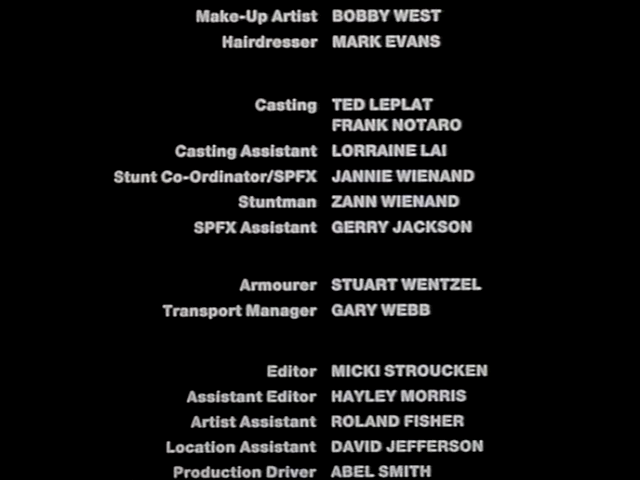 Make-Up Artist BOBBY WEST
Hairdresser MARK EVANS
Casting TED LEPLAT
FRANK NOTARO
Casting Assistant LORRAINE LAI
Stunt Co-Ordinator/SPFX JANNIE WIENAND
Stuntman ZANN WIENAND
SPFX Assistant GERRY JACKSON
Armourer STUART WENTZEL
Transport Manager GARY WEBB
Editor MICKI STROUCKEN
Assistant Editor HAYLEY MORRIS
Artist Assistant ROLAND FISHER
Location Assistant DAVID JEFFERSON
Production Driver ABEL SMITH